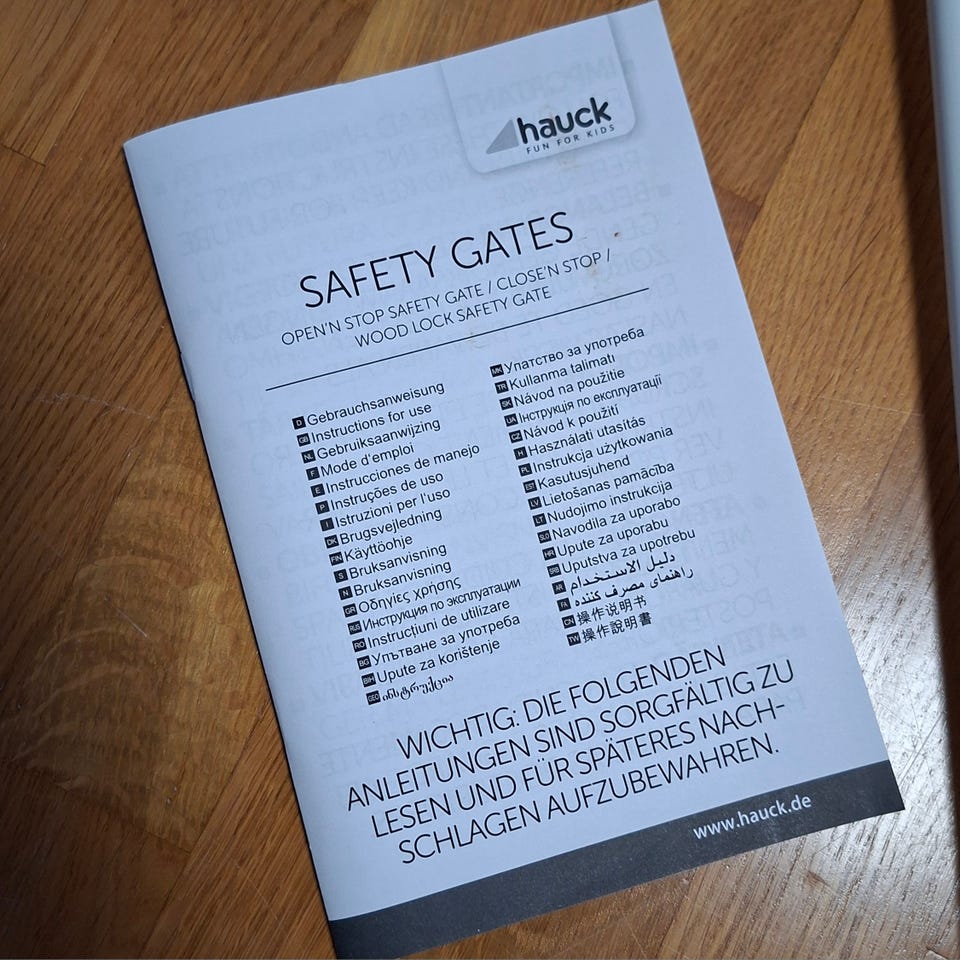 hauck
FUN FOR KIDS
SAFETY GATES
OPEN'N STOP SAFETY GATE / CLOSE'N STOP /
WOOD LOCK SAFETY GATE
D Gebrauchsanweisung
GB Instructions for use
NL Gebruiksaanwijzing
F Mode d'emploi
E Instrucciones de manejo
P Instruções de uso
I Istruzioni per l'uso
DK Brugsvejledning
FIN Käyttöohje
S Bruksanvisning
N Bruksanvisning
GR Οδηγίες χρήσης
RUS Инструкция по эксплуатации
RO Instrucțiuni de utilizare
BG Упътване за употреба
BIH Upute za korištenje
GEO ინსტრუქცია
MK Упатство за употреба
TR Kullanma talimatı
SK Návod na použitie
UA Інструкція по експлуатації
CZ Návod k použití
H Használati utasítás
PL Instrukcja użytkowania
EST Kasutusjuhend
LV Lietošanas pamācība
LT Nudojimo instrukcija
SLO Navodila za uporabo
HR Upute za uporabu
SRB Uputstva za upotrebu
AR دليل الاستخدام
FA راهنمای مصرف کننده
CN 操作说明书
TW 操作說明書
WICHTIG: DIE FOLGENDEN
ANLEITUNGEN SIND SORGFÄLTIG ZU
LESEN UND FÜR SPÄTERES NACH-
SCHLAGEN AUFZUBEWAHREN.
www.hauck.de